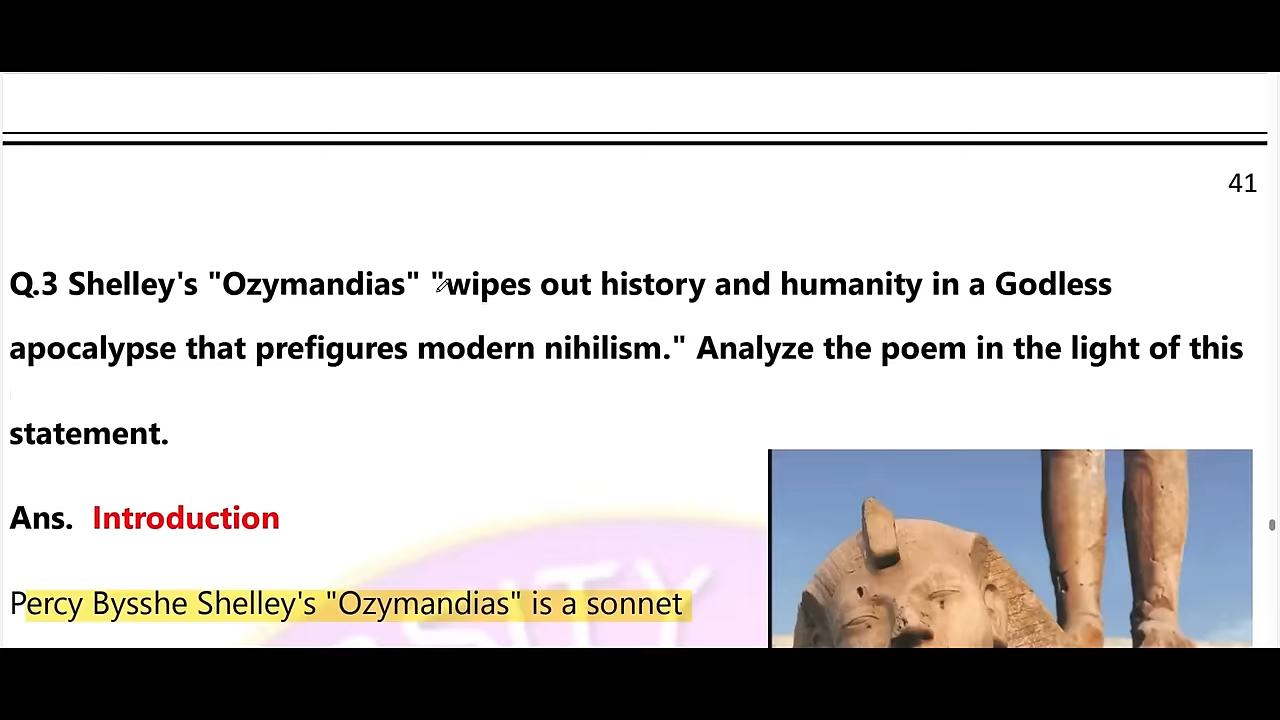 41
Q.3 Shelley's "Ozymandias" "wipes out history and humanity in a Godless
apocalypse that prefigures modern nihilism." Analyze the poem in the light of this
statement.
Ans. Introduction
Percy Bysshe Shelley's "Ozymandias" is a sonnet
SITY